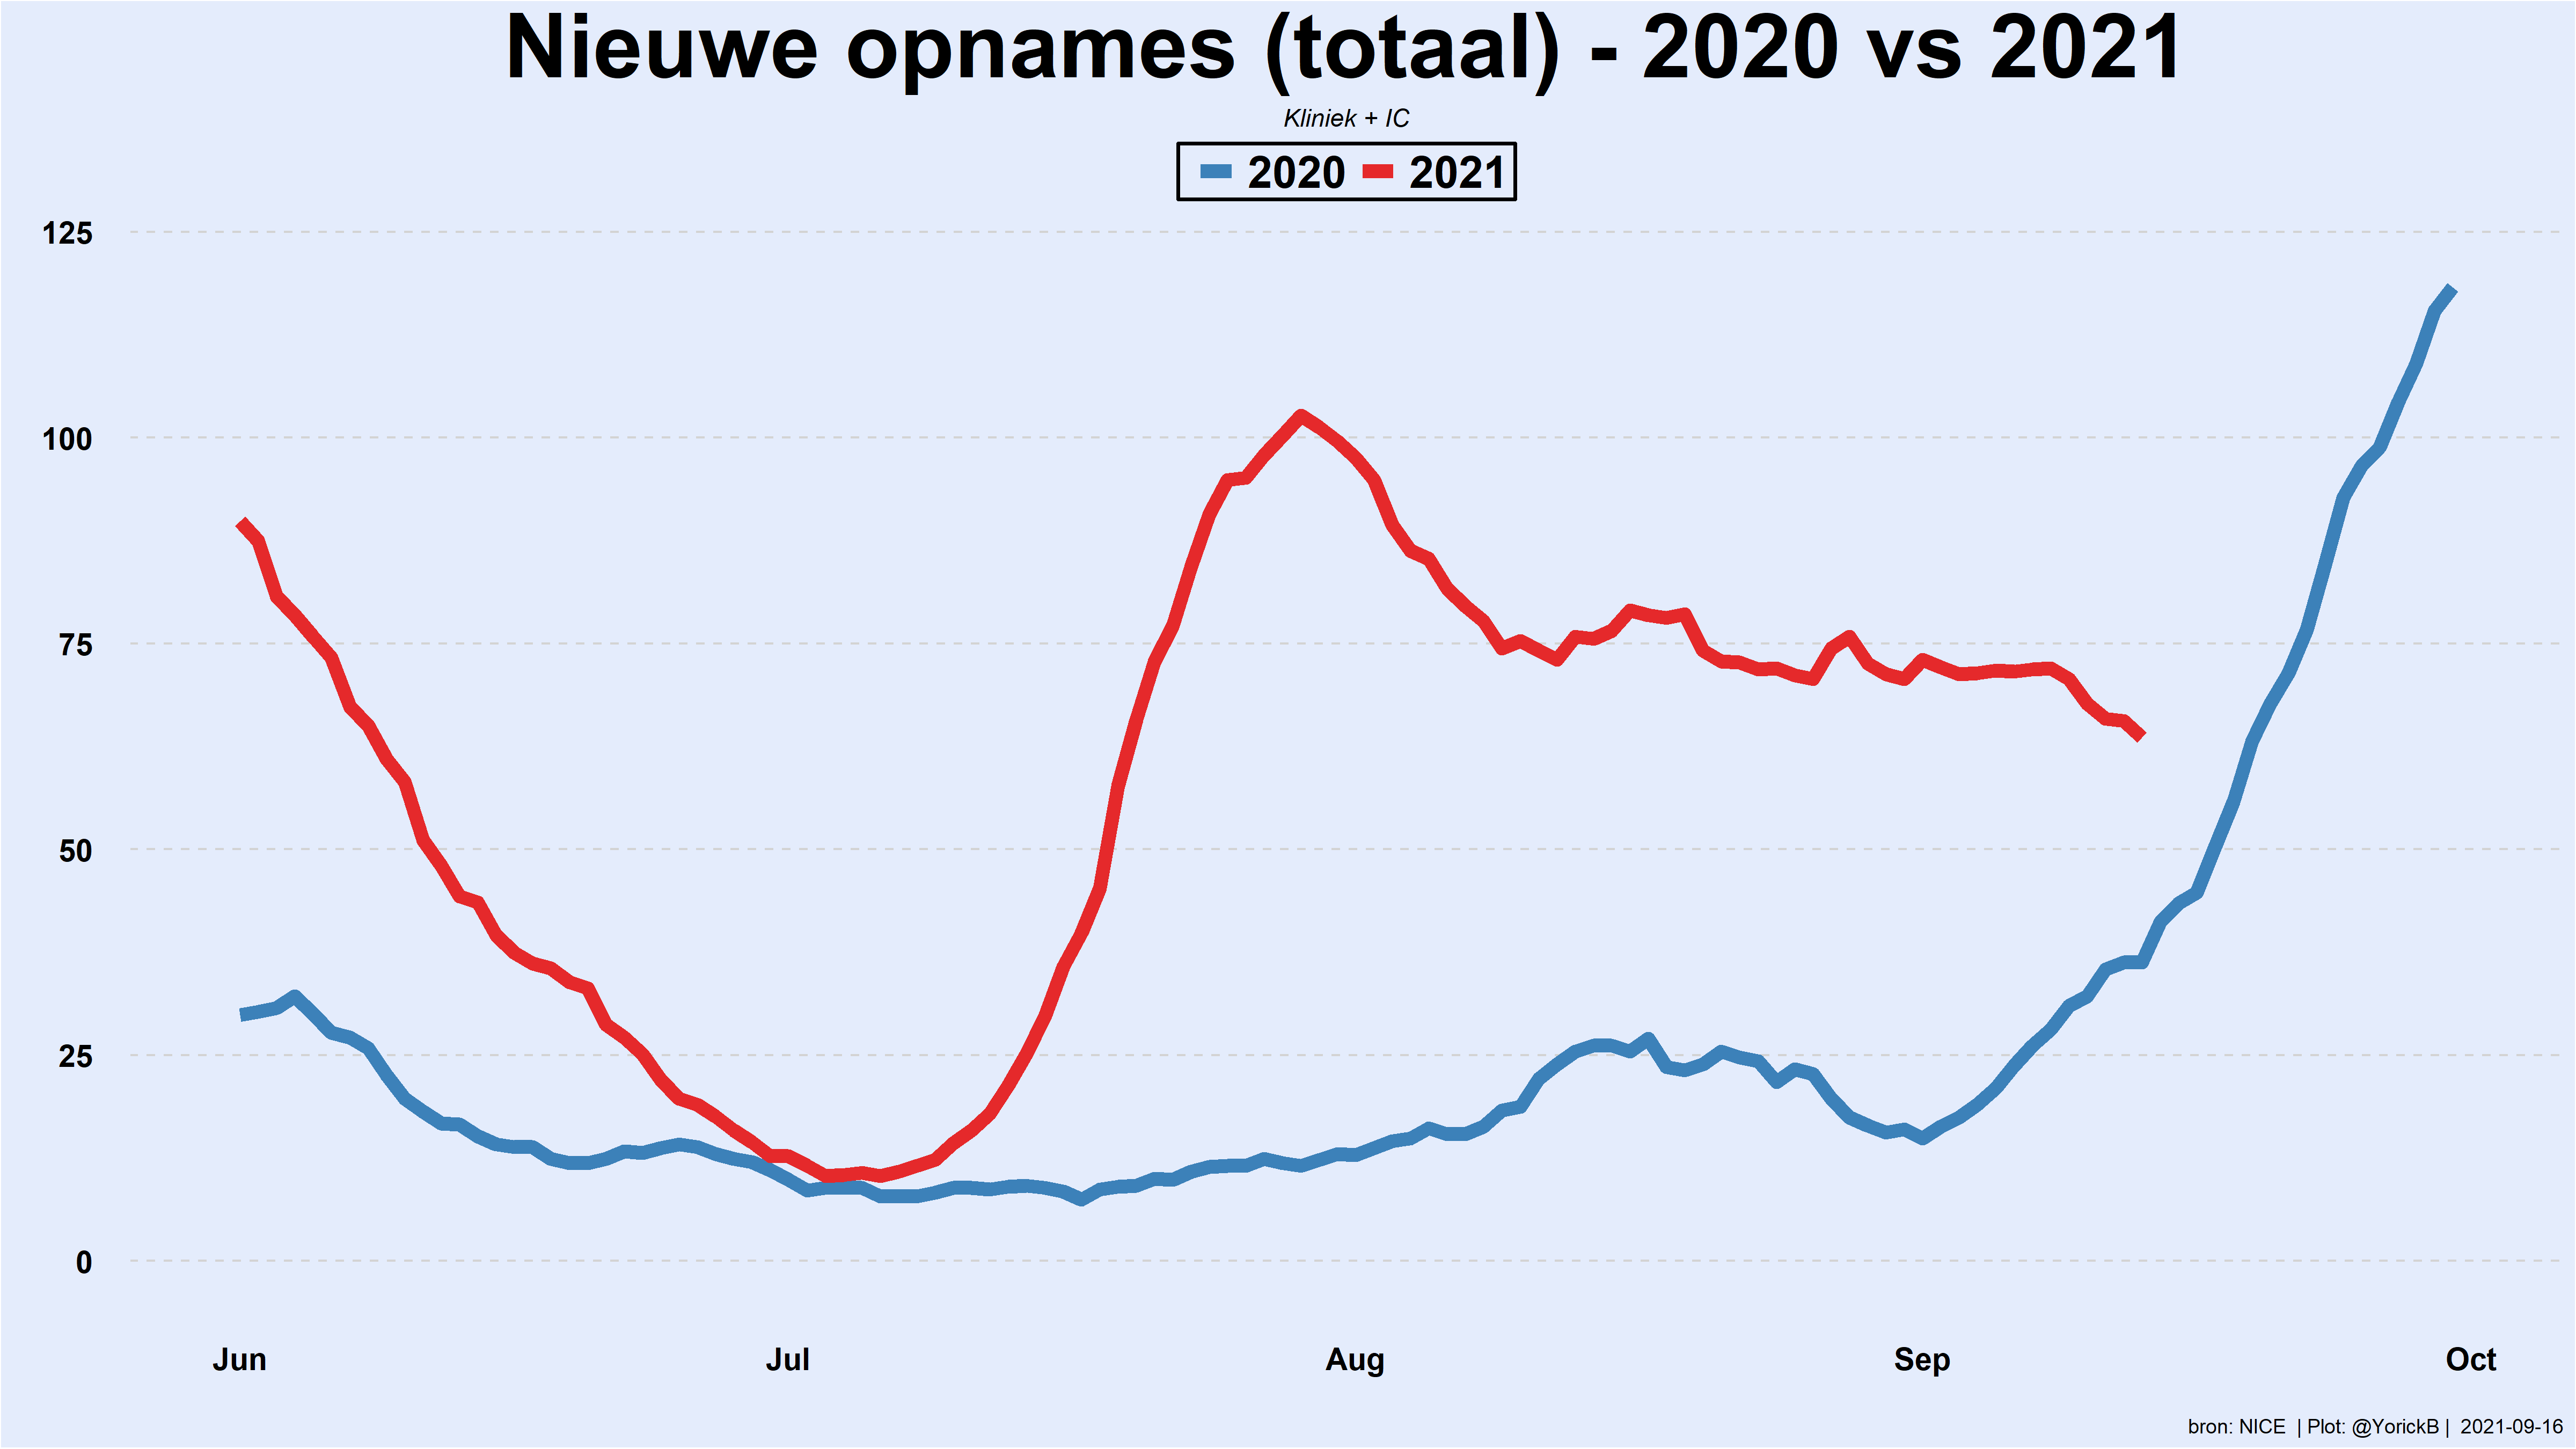 Nieuwe opnames (totaal) - 2020 vs 2021
Kliniek + IC
2020 2021
125
100
75
50
25
0
Jun Jul Aug Sep Oct
bron: NICE | Plot: @YorickB | 2021-09-16